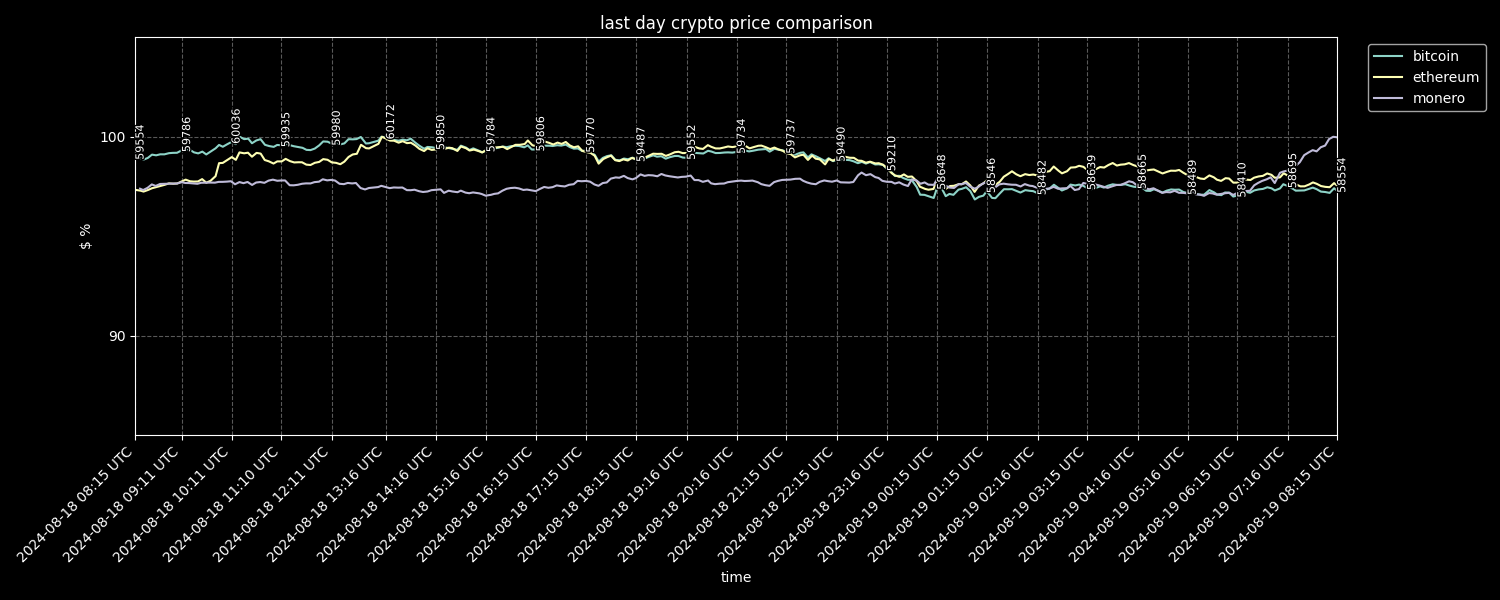 last day crypto price comparison
bitcoin
ethereum
monero
$ %
100
90
59554
59786
60036
59935
59980
60172
59850
59784
59806
59770
59487
59552
59734
59737
59490
59210
58648
58546
58482
58639
58665
58489
58410
58695
58554
2024-08-18 08:15 UTC
2024-08-18 09:11 UTC
2024-08-18 10:11 UTC
2024-08-18 11:10 UTC
2024-08-18 12:11 UTC
2024-08-18 13:16 UTC
2024-08-18 14:16 UTC
2024-08-18 15:16 UTC
2024-08-18 16:15 UTC
2024-08-18 17:15 UTC
2024-08-18 18:15 UTC
2024-08-18 19:16 UTC
2024-08-18 20:16 UTC
2024-08-18 21:15 UTC
2024-08-18 22:15 UTC
2024-08-18 23:16 UTC
2024-08-19 00:15 UTC
2024-08-19 01:15 UTC
2024-08-19 02:16 UTC
2024-08-19 03:15 UTC
2024-08-19 04:16 UTC
2024-08-19 05:16 UTC
2024-08-19 06:15 UTC
2024-08-19 07:16 UTC
2024-08-19 08:15 UTC
time